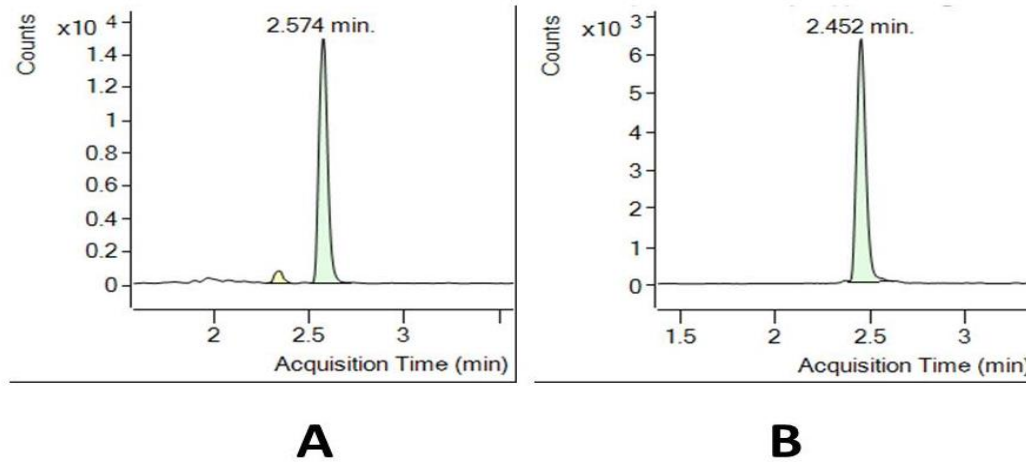 Counts
x10 4
1.4
1.2
1
0.8
0.6
0.4
0.2
0
2.574 min.
2
2.5
3
Acquisition Time (min)
A
Counts
x10 3
6
5
4
3
2
1
0
2.452 min.
1.5
2
2.5
3
Acquisition Time (min)
B